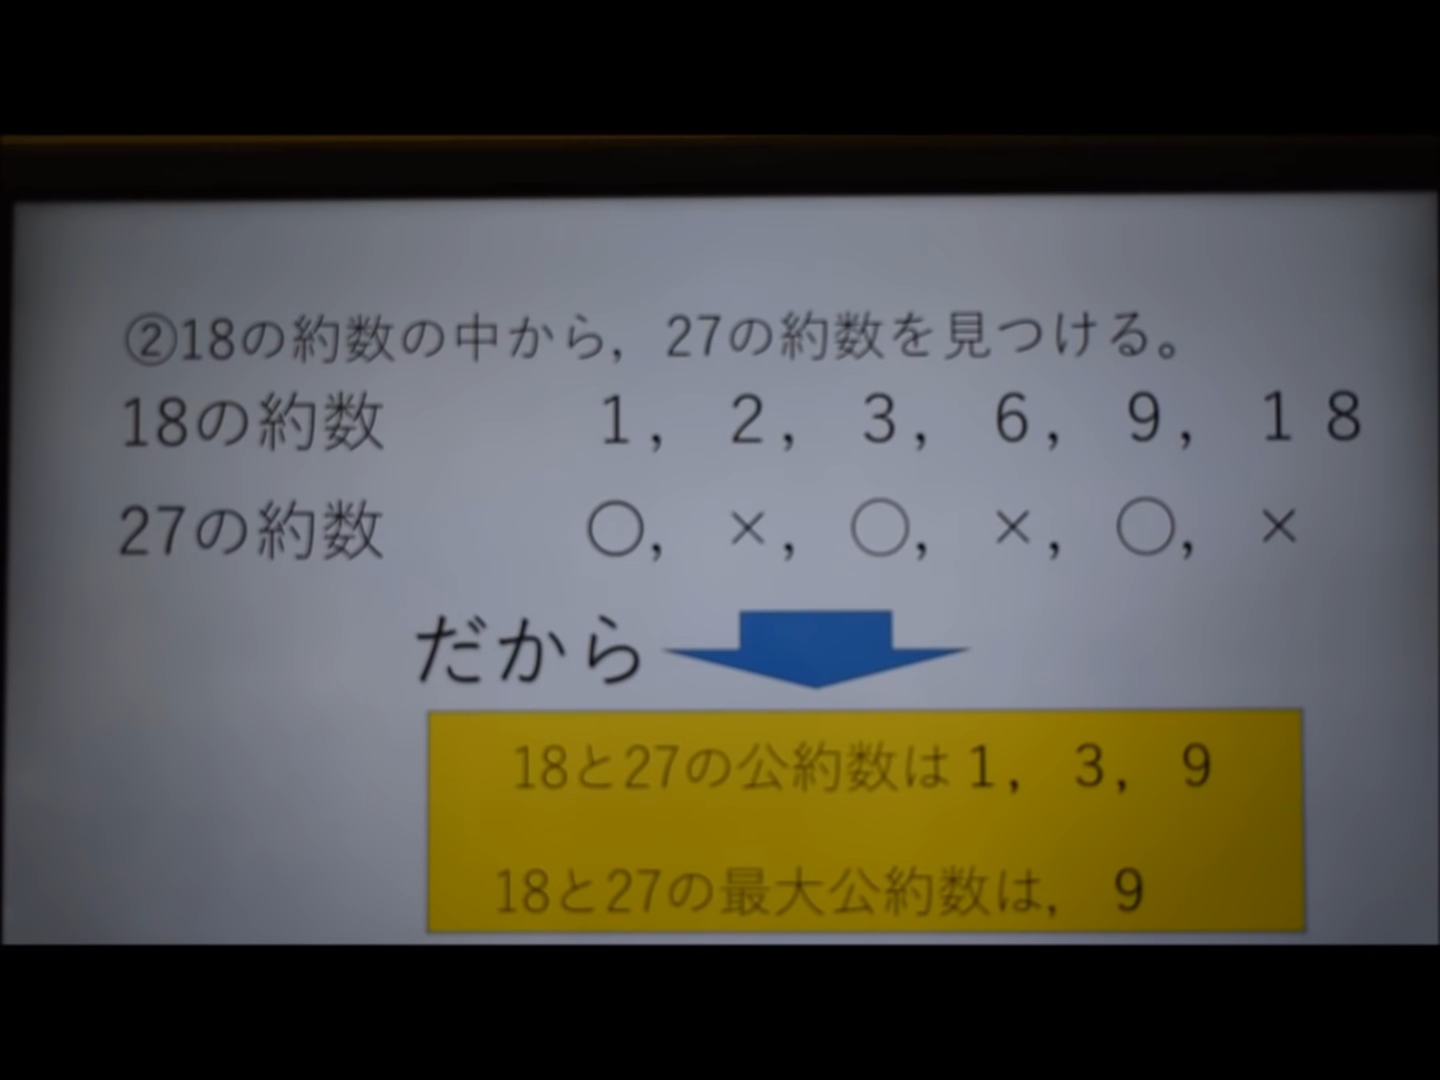 ②18の約数の中から，27の約数を見つける。
18の約数　1，2，3，6，9，18
27の約数　○，×，○，×，○，×
だから
18と27の公約数は1，3，9
18と27の最大公約数は，9